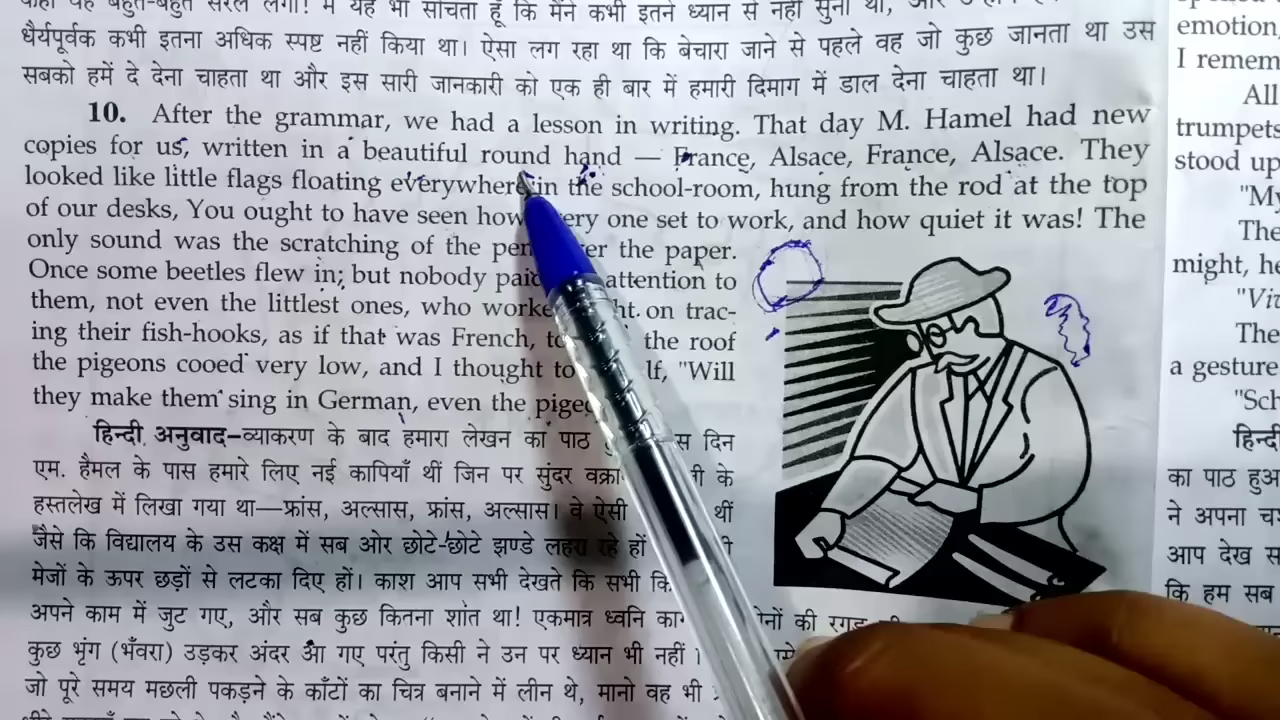 यह बहुत-बहुत सरल लगा! मैं यह भी सोचता हूँ कि मैंने कभी इतने ध्यान से नहीं सुना था, और
धैर्यपूर्वक कभी इतना अधिक स्पष्ट नहीं किया था। ऐसा लग रहा था कि बेचारा जाने से पहले वह जो कुछ जानता था उस
सबको हमें दे देना चाहता था और इस सारी जानकारी को एक ही बार में हमारी दिमाग में डाल देना चाहता था।
10. After the grammar, we had a lesson in writing. That day M. Hamel had new
copies for us, written in a beautiful round hand — France, Alsace, France, Alsace. They
looked like little flags floating everywhere in the school-room, hung from the rod at the top
of our desks, You ought to have seen how every one set to work, and how quiet it was! The
only sound was the scratching of the pen er the paper.
Once some beetles flew in; but nobody paid attention to
them, not even the littlest ones, who worke ht on trac-
ing their fish-hooks, as if that was French, to the roof
the pigeons cooed very low, and I thought to lf, "Will
they make them sing in German, even the pige
हिन्दी अनुवाद–व्याकरण के बाद हमारा लेखन का पाठ स दिन
एम. हैमल के पास हमारे लिए नई कापियाँ थीं जिन पर सुंदर वक्रा के
हस्तलेख में लिखा गया था—फ्रांस, अल्सास, फ्रांस, अल्सास। वे ऐसी थीं
जैसे कि विद्यालय के उस कक्ष में सब ओर छोटे-छोटे झण्डे लहरा रहे हों
मेजों के ऊपर छड़ों से लटका दिए हों। काश आप सभी देखते कि सभी कि
अपने काम में जुट गए, और सब कुछ कितना शांत था! एकमात्र ध्वनि काग नों की रगड़
कुछ भृंग (भँवरा) उड़कर अंदर आ गए परंतु किसी ने उन पर ध्यान भी नहीं
जो पूरे समय मछली पकड़ने के काँटों का चित्र बनाने में लीन थे, मानो वह भी
emotion,
I remem
All
trumpets
stood up
"My
The
might, he
"Vi
The
a gesture
"Sch
हिन्दी
का पाठ हुआ
ने अपना च
आप देख स
कि हम सब